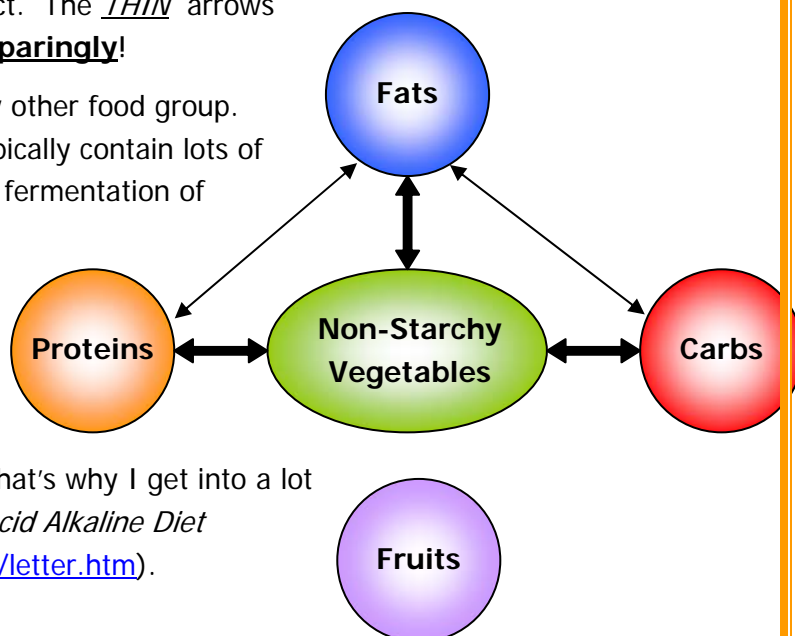 ct. The THIN arrows
paringly!
Fats
other food group.
pically contain lots of
fermentation of
Proteins
Non-Starchy
Vegetables
Carbs
hat's why I get into a lot
cid Alkaline Diet
/letter.htm).
Fruits